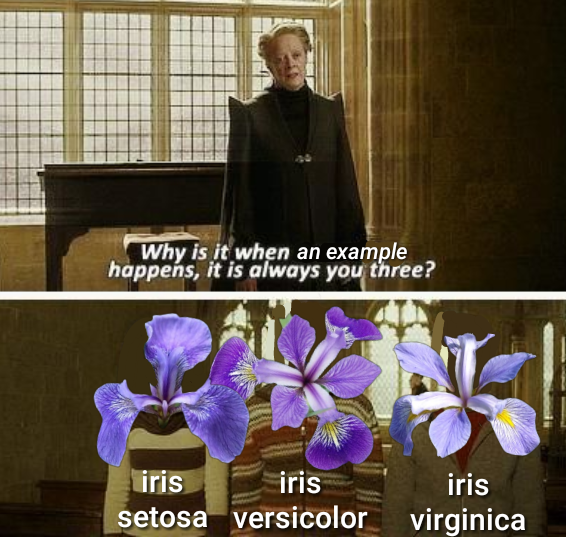 Why is it when an example
happens, it is always you three?
iris
setosa
iris
versicolor
iris
virginica